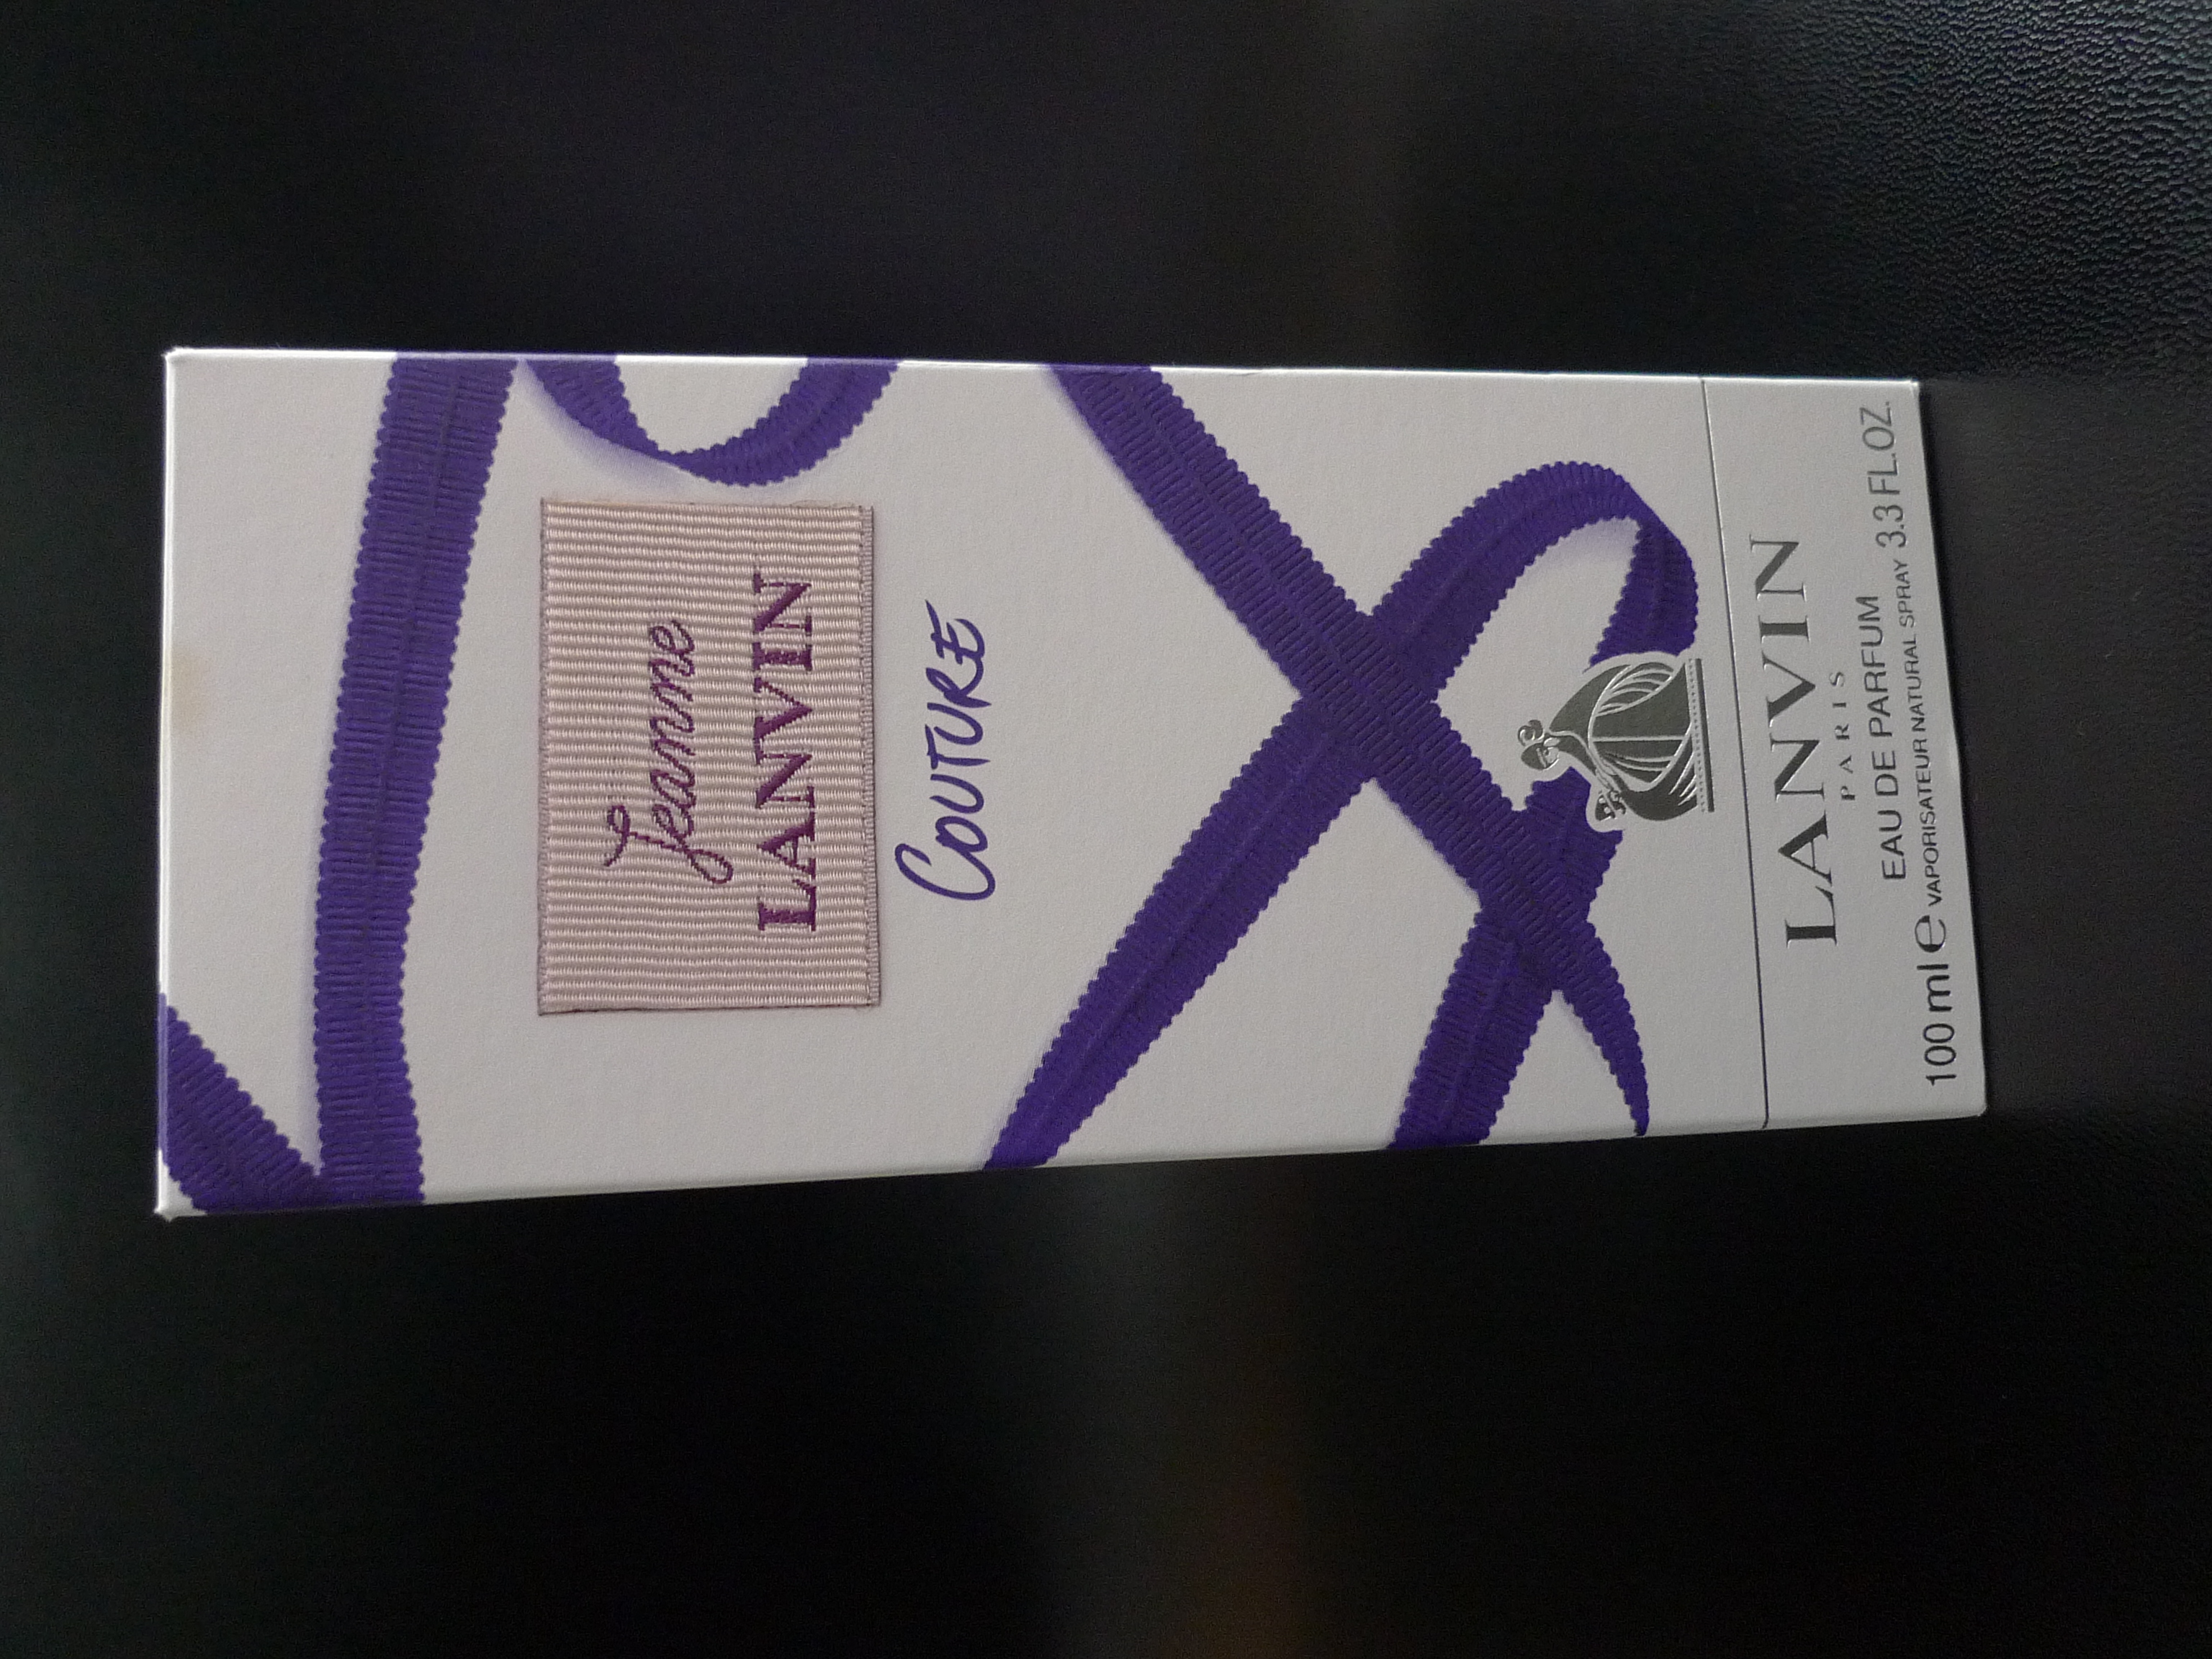 Jeanne
LANVIN
COUTURE
LANVIN
PARIS
EAU DE PARFUM
100 ml e VAPORISATEUR NATURAL SPRAY 3.3 FL.OZ.